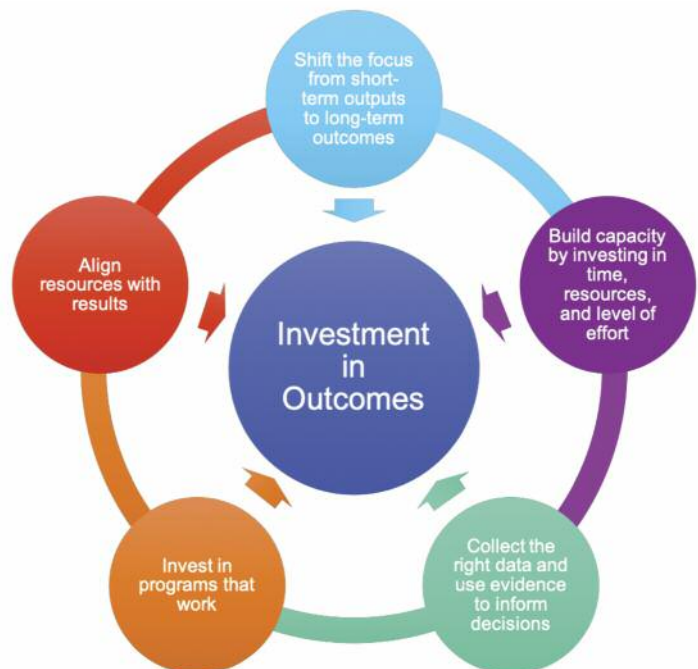 Shift the focus
from short-
term outputs
to long-term
outcomes
Build capacity
by investing in
time,
resources,
and level of
effort
Collect the
right data and
use evidence
to inform
decisions
Invest in
programs that
work
Align
resources with
results
Investment
in
Outcomes